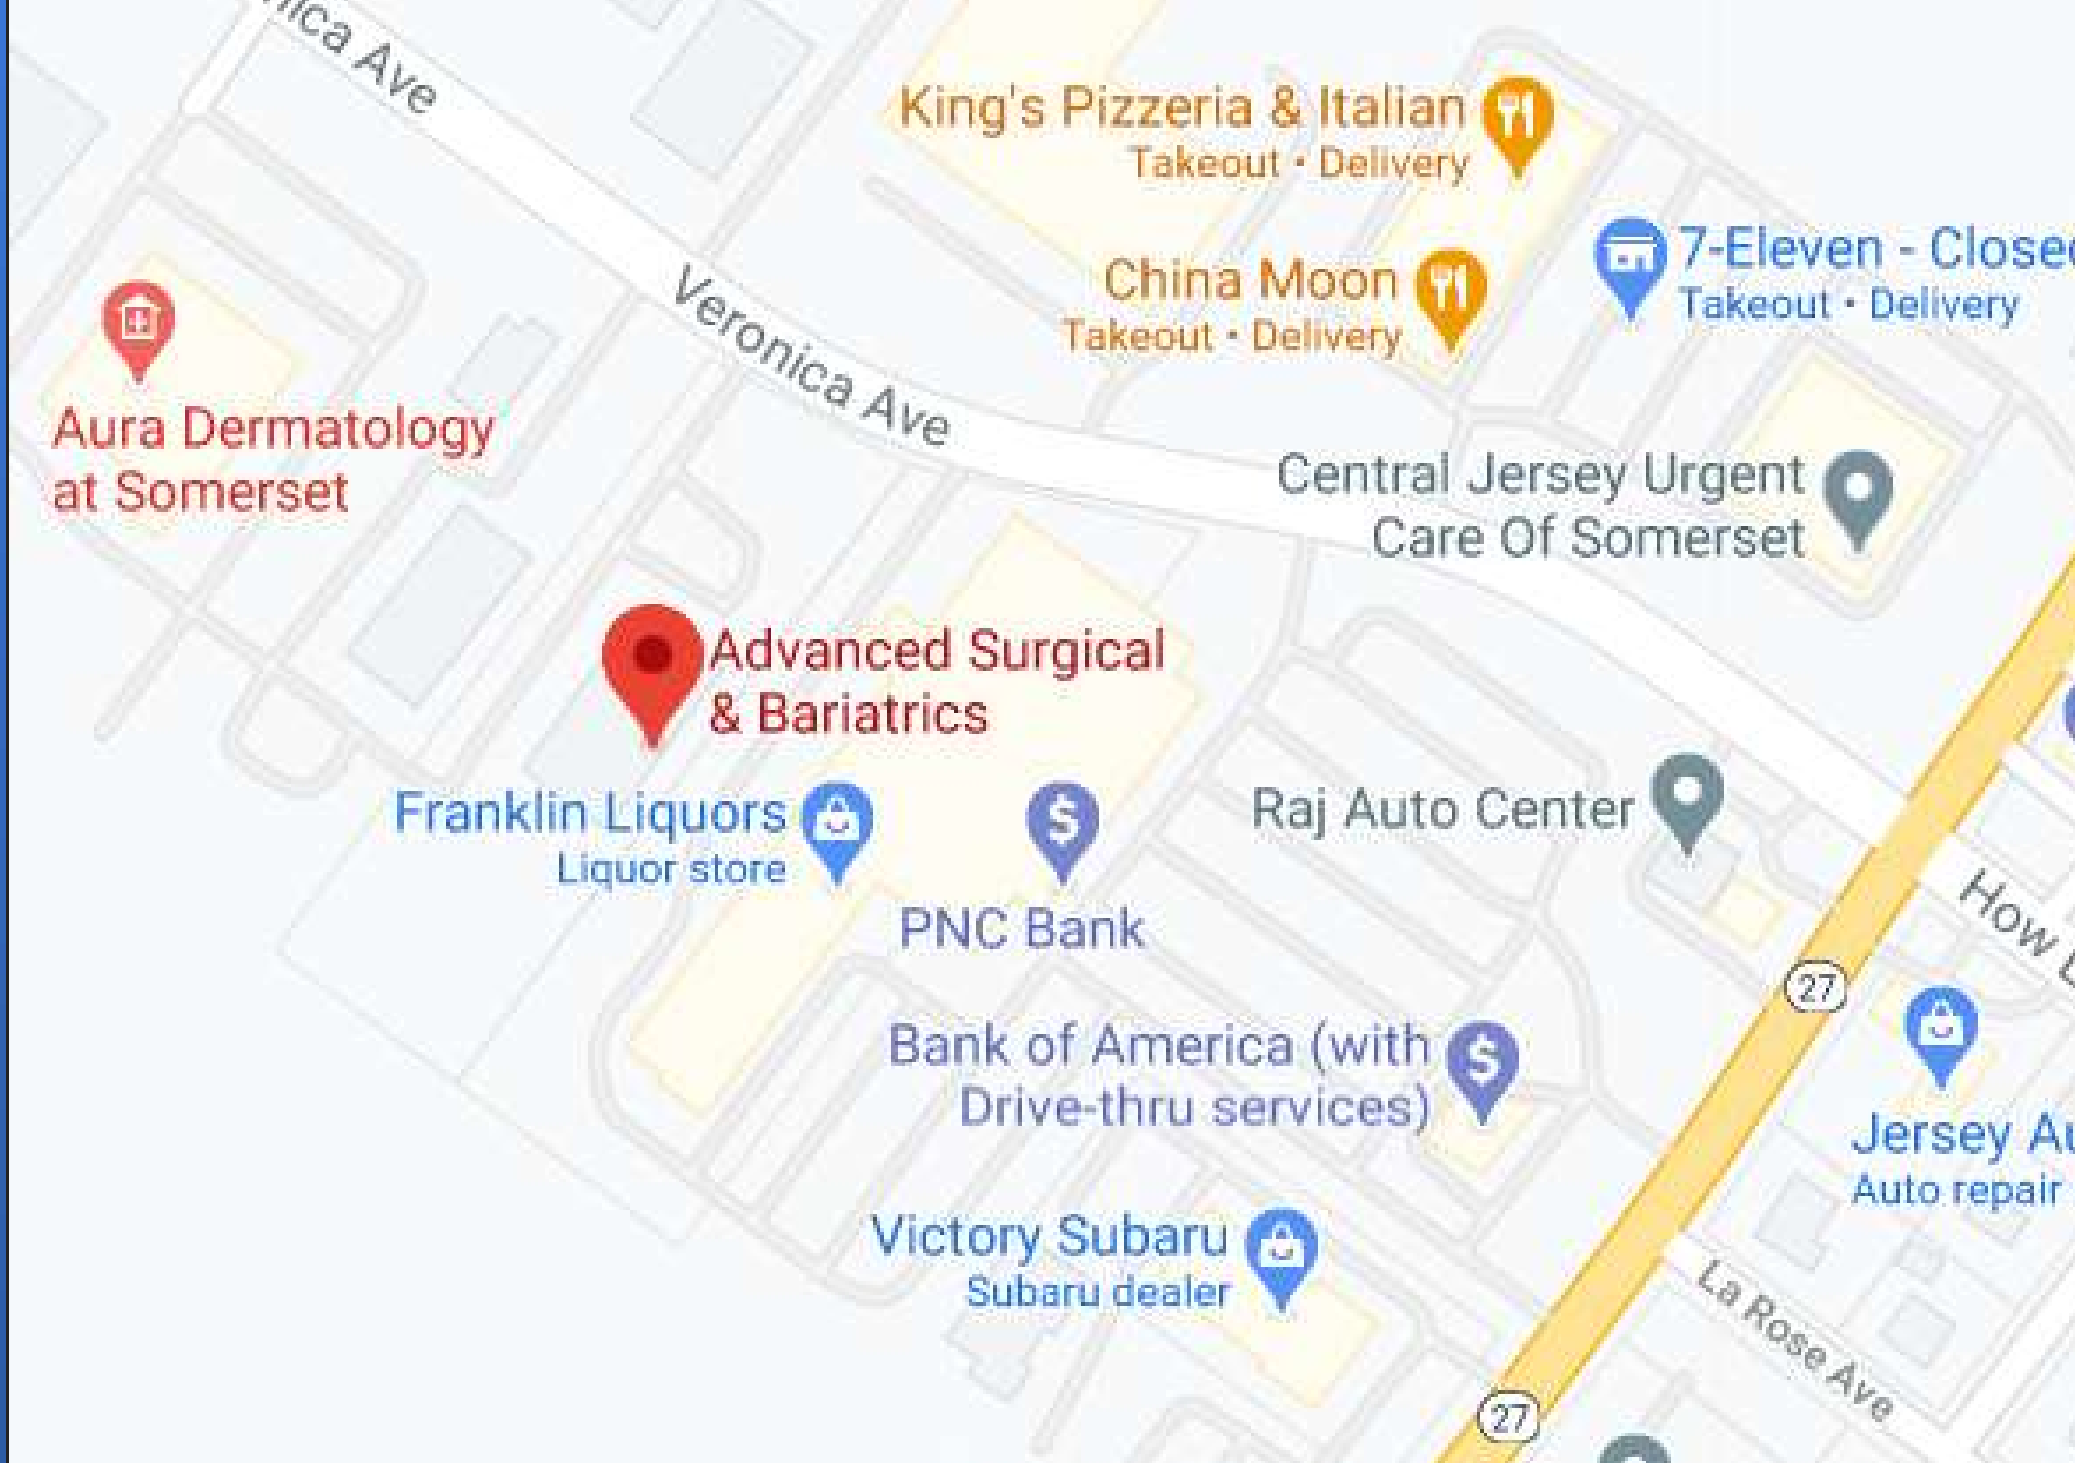 nica Ave
King's Pizzeria & Italian
Takeout • Delivery
7-Eleven - Closed
Takeout • Delivery
China Moon
Takeout • Delivery
Veronica Ave
Aura Dermatology
at Somerset
Central Jersey Urgent
Care Of Somerset
Advanced Surgical
& Bariatrics
Franklin Liquors
Liquor store
Raj Auto Center
PNC Bank
How
27
Bank of America (with
Drive-thru services)
Jersey Au
Auto repair
Victory Subaru
Subaru dealer
La Rose Ave
27